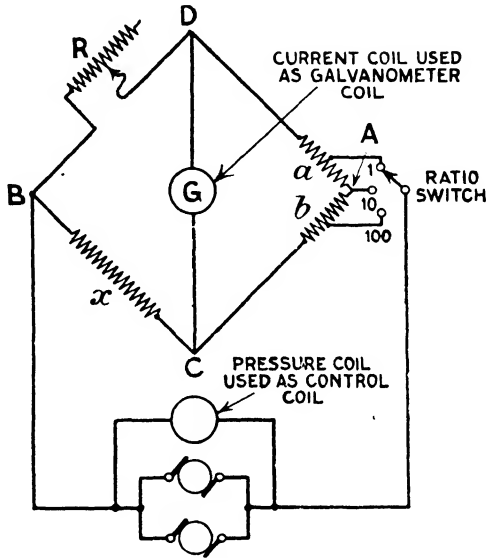 D
R
CURRENT COIL USED
AS GALVANOMETER
COIL
A
a
1
RATIO
SWITCH
B
G
b
10
100
x
C
PRESSURE COIL
USED AS CONTROL
COIL